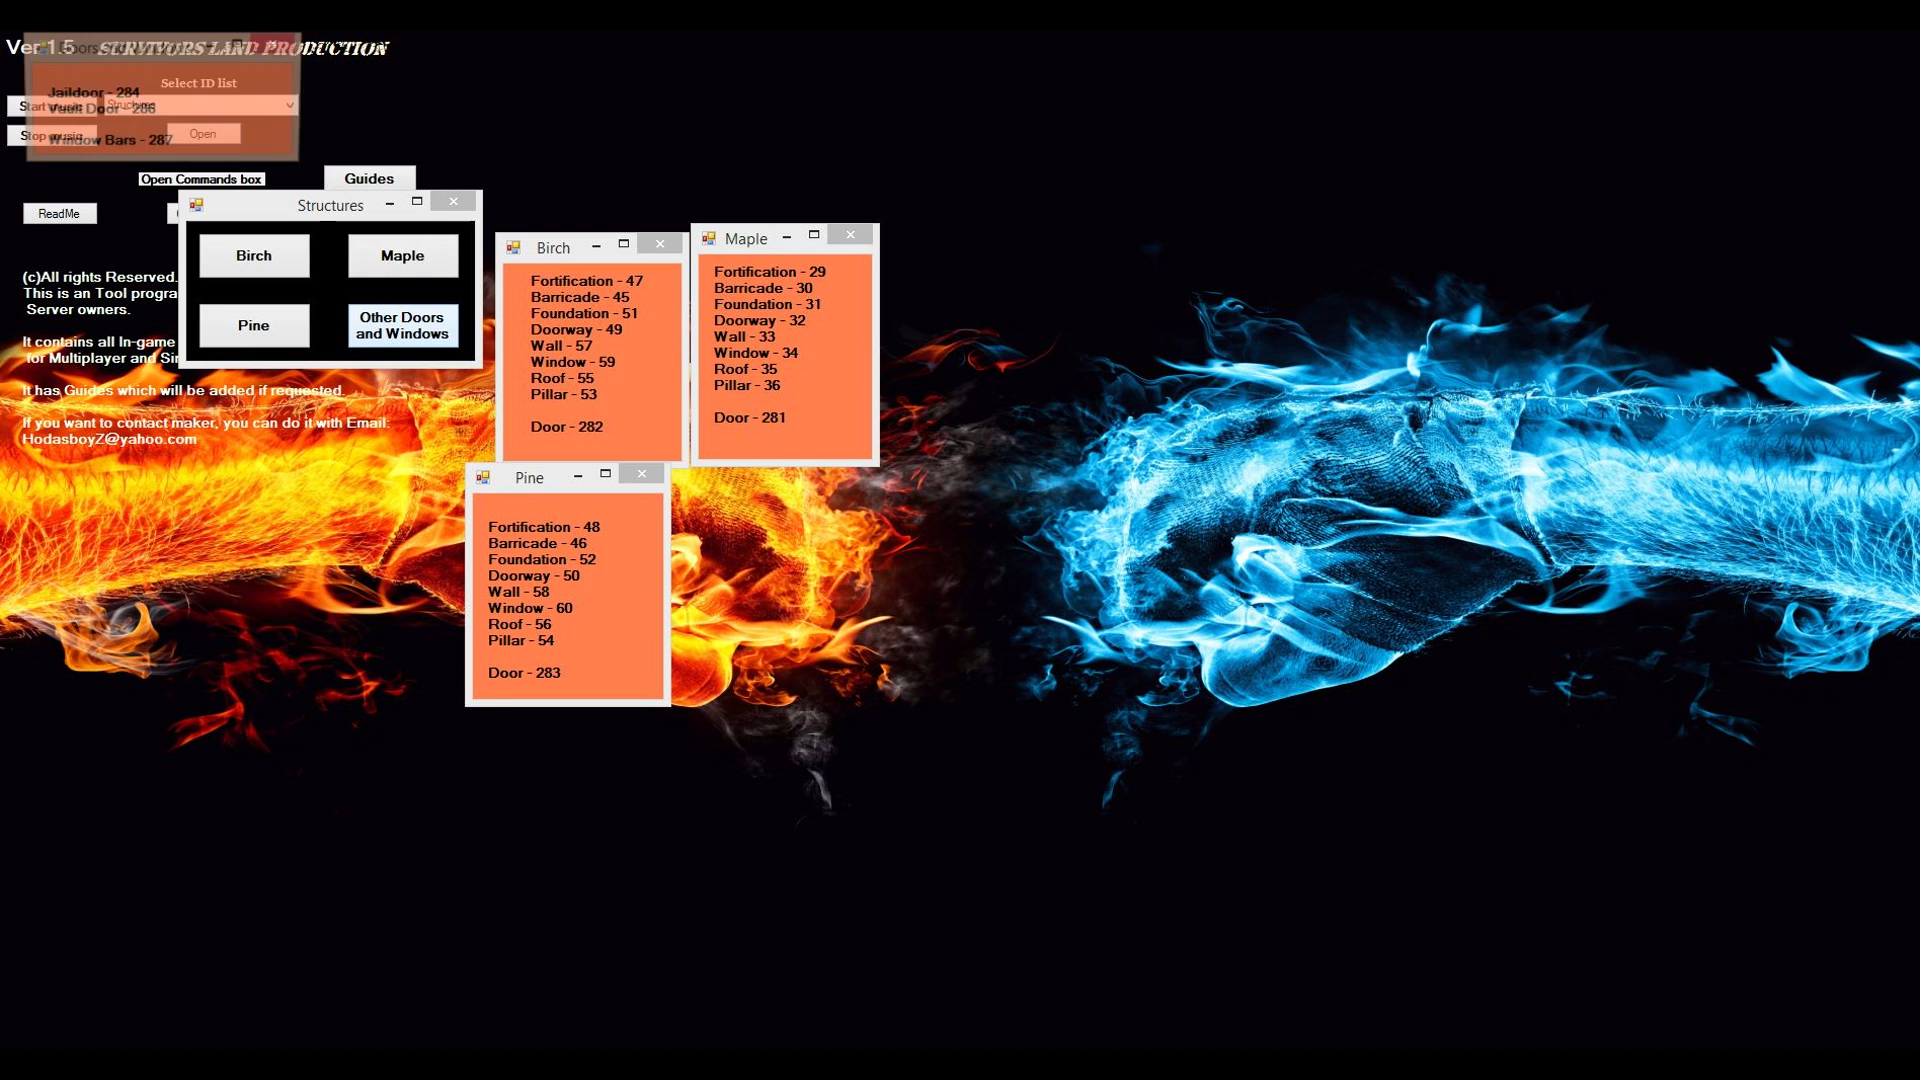 Ver 1.5
PRODUCTION
Select ID list
Jaildoor - 284
Structures
Vault Door - 286
Open
Window Bars - 287
Open Commands box
Guides
ReadMe
Structures
Birch
Maple
Pine
Other Doors
and Windows
(c)All rights Reserved.
This is an Tool progra
Server owners.
It contains all In-game
for Multiplayer and Sin
It has Guides which will be added if requested.
If you want to contact maker, you can do it with Email:
HodasboyZ@yahoo.com
Birch
Fortification - 47
Barricade - 45
Foundation - 51
Doorway - 49
Wall - 57
Window - 59
Roof - 55
Pillar - 53
Door - 282
Maple
Fortification - 29
Barricade - 30
Foundation - 31
Doorway - 32
Wall - 33
Window - 34
Roof - 35
Pillar - 36
Door - 281
Pine
Fortification - 48
Barricade - 46
Foundation - 52
Doorway - 50
Wall - 58
Window - 60
Roof - 56
Pillar - 54
Door - 283